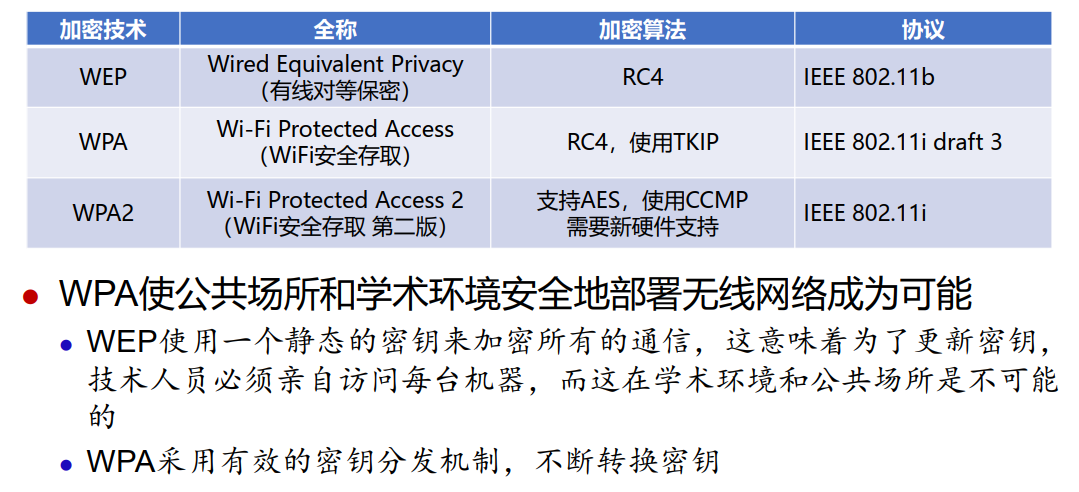 加密技术 全称 加密算法 协议
WEP Wired Equivalent Privacy RC4 IEEE 802.11b
（有线对等保密）
WPA Wi-Fi Protected Access RC4，使用TKIP IEEE 802.11i draft 3
（WiFi安全存取）
WPA2 Wi-Fi Protected Access 2 支持AES，使用CCMP IEEE 802.11i
（WiFi安全存取 第二版） 需要新硬件支持
WPA使公共场所和学术环境安全地部署无线网络成为可能
WEP使用一个静态的密钥来加密所有的通信，这意味着为了更新密钥，
技术人员必须亲自访问每台机器，而这在学术环境和公共场所是不可能
的
WPA采用有效的密钥分发机制，不断转换密钥